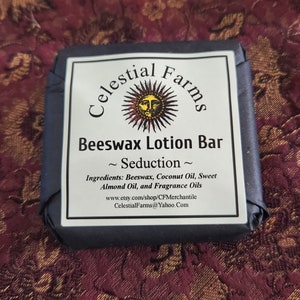 Celestial Farms
Beeswax Lotion Bar
~ Seduction ~
Ingredients: Beeswax, Coconut Oil, Sweet
Almond Oil, and Fragrance Oils
www.etsy.com/shop/CFMerchantile
CelestialFarms@Yahoo.Com